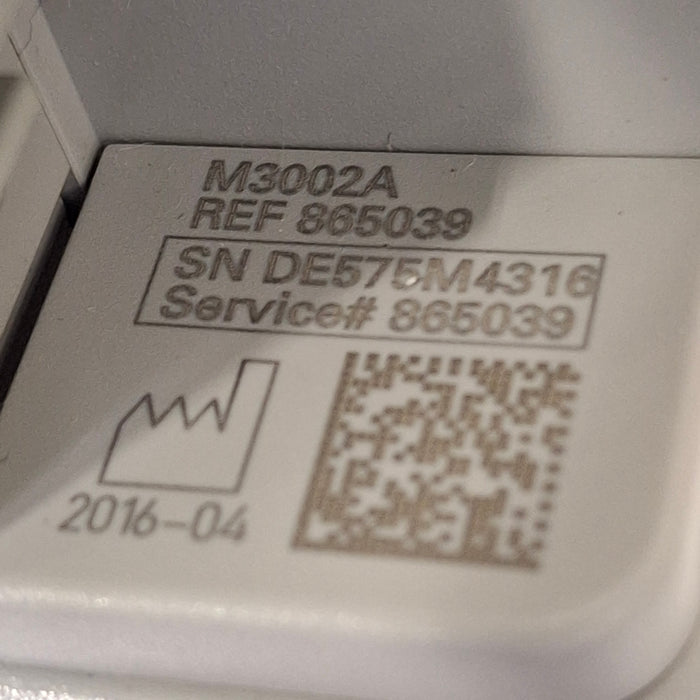 M3002A
REF 865039
SN DE575M4316
Service# 865039
2016-04